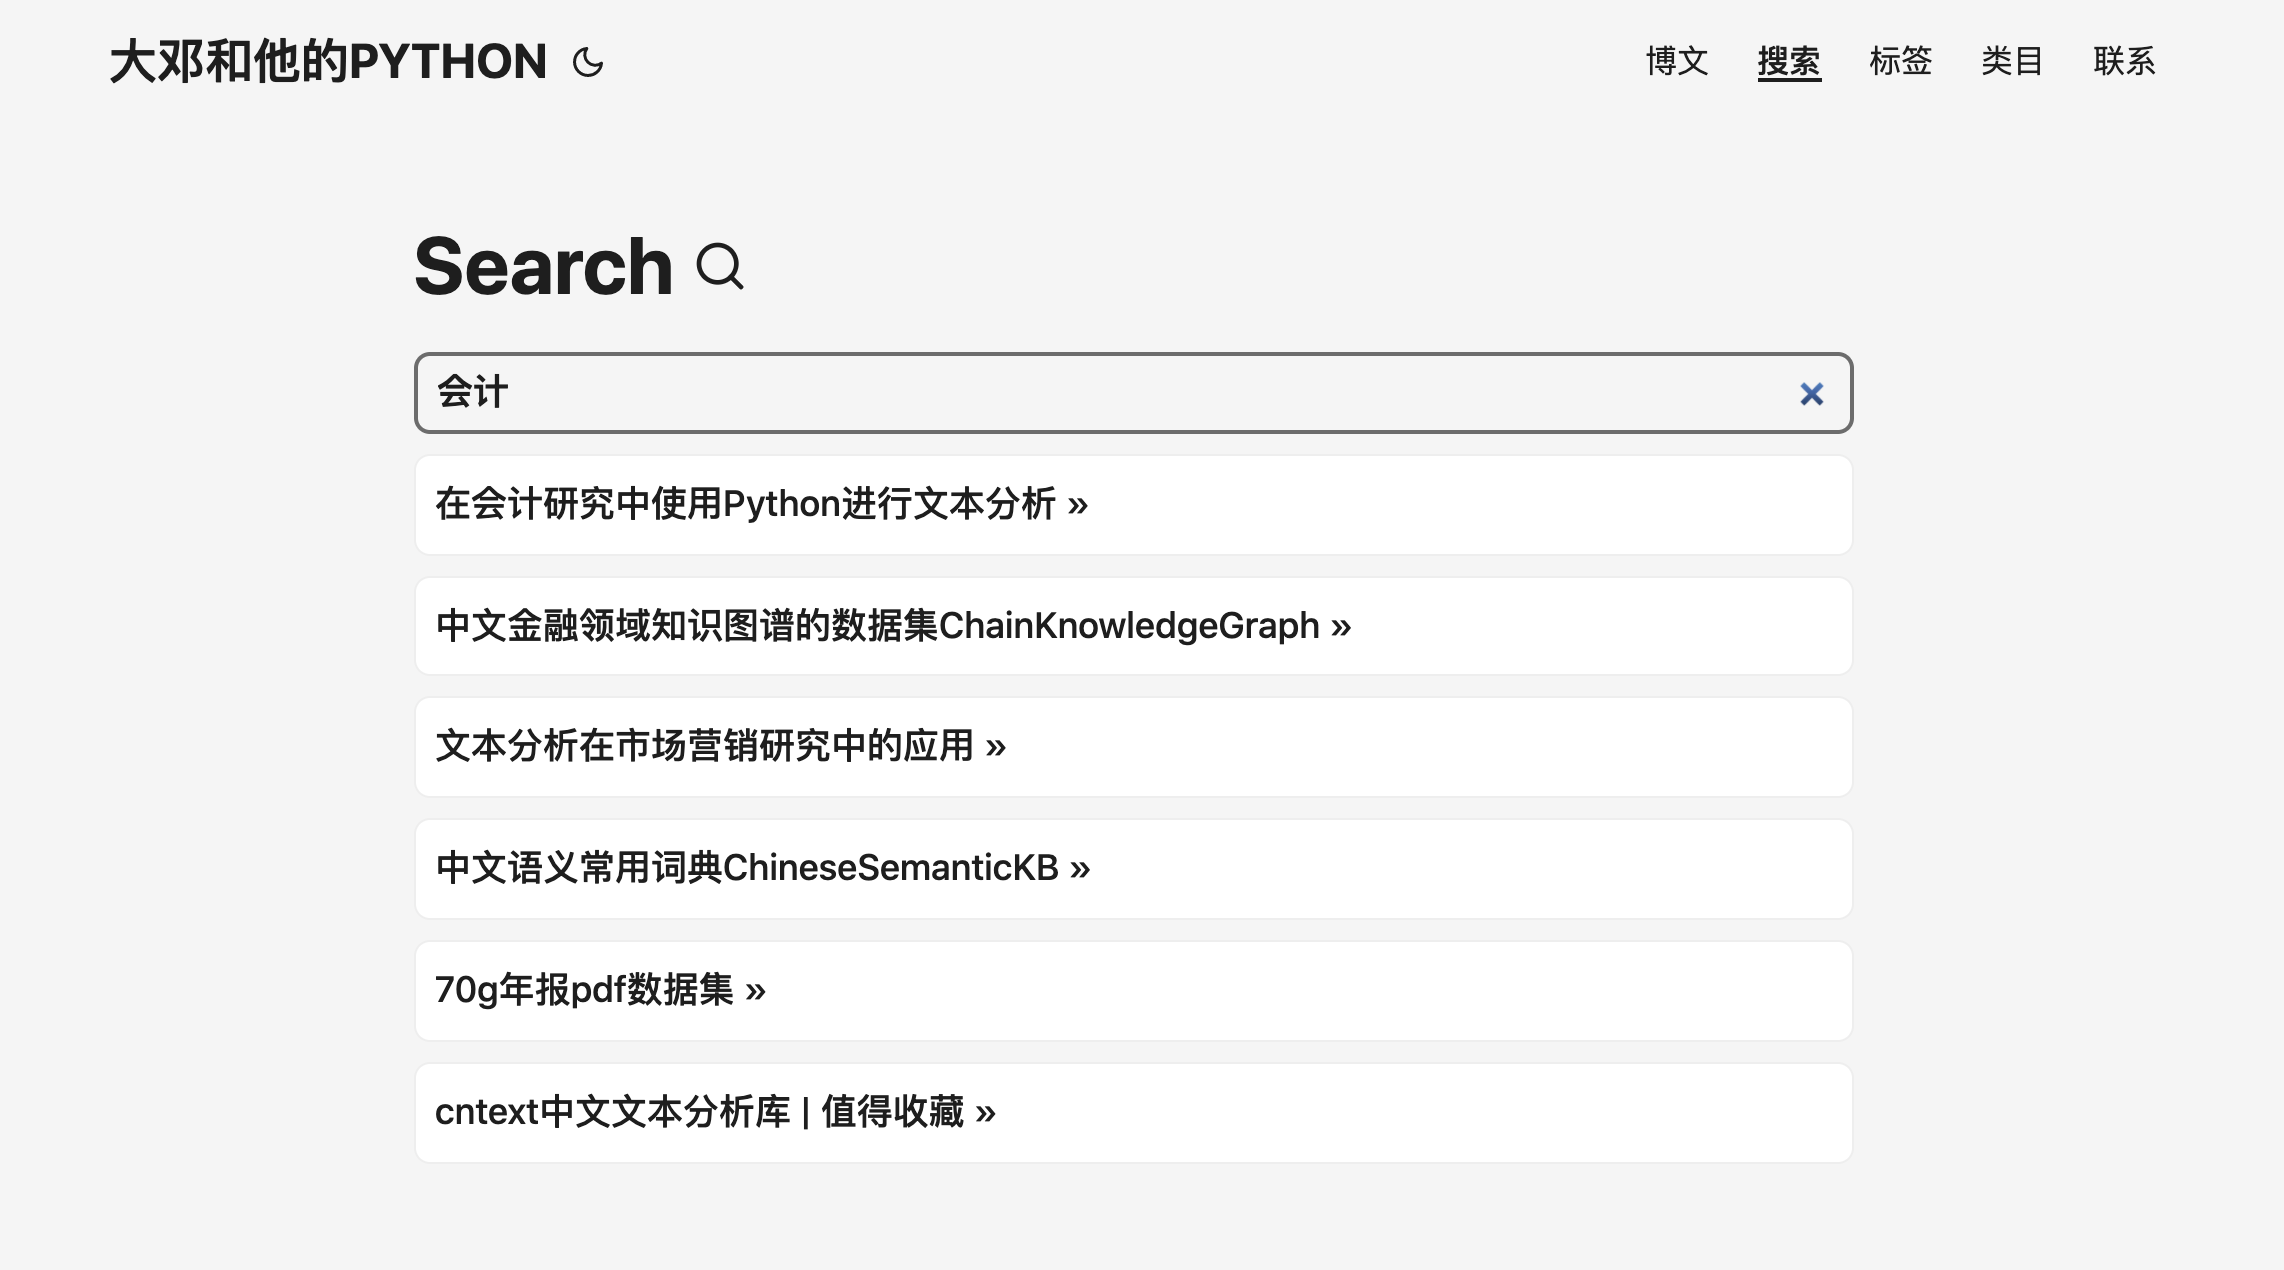 大邓和他的PYTHON
博文 搜索 标签 类目 联系
Search
会计
在会计研究中使用Python进行文本分析 »
中文金融领域知识图谱的数据集ChainKnowledgeGraph »
文本分析在市场营销研究中的应用 »
中文语义常用词典ChineseSemanticKB »
70g年报pdf数据集 »
cntext中文文本分析库 | 值得收藏 »